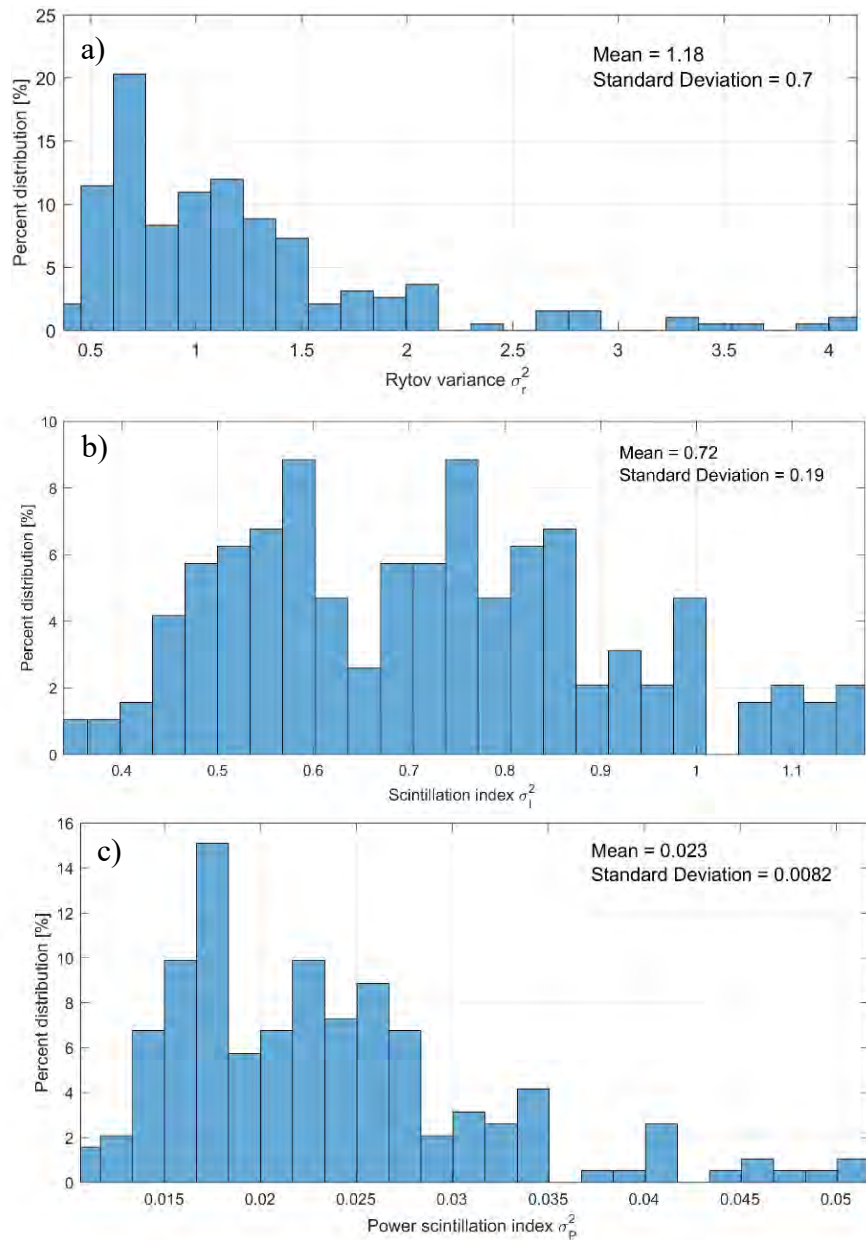 a)
Mean = 1.18
Standard Deviation = 0.7
Percent distribution [%]
25
20
15
10
5
0
0.5 1 1.5 2 2.5 3 3.5 4
Rytov variance σ_r^2
b)
Mean = 0.72
Standard Deviation = 0.19
Percent distribution [%]
10
8
6
4
2
0
0.4 0.5 0.6 0.7 0.8 0.9 1 1.1
Scintillation index σ_I^2
c)
Mean = 0.023
Standard Deviation = 0.0082
Percent distribution [%]
16
14
12
10
8
6
4
2
0
0.015 0.02 0.025 0.03 0.035 0.04 0.045 0.05
Power scintillation index σ_P^2